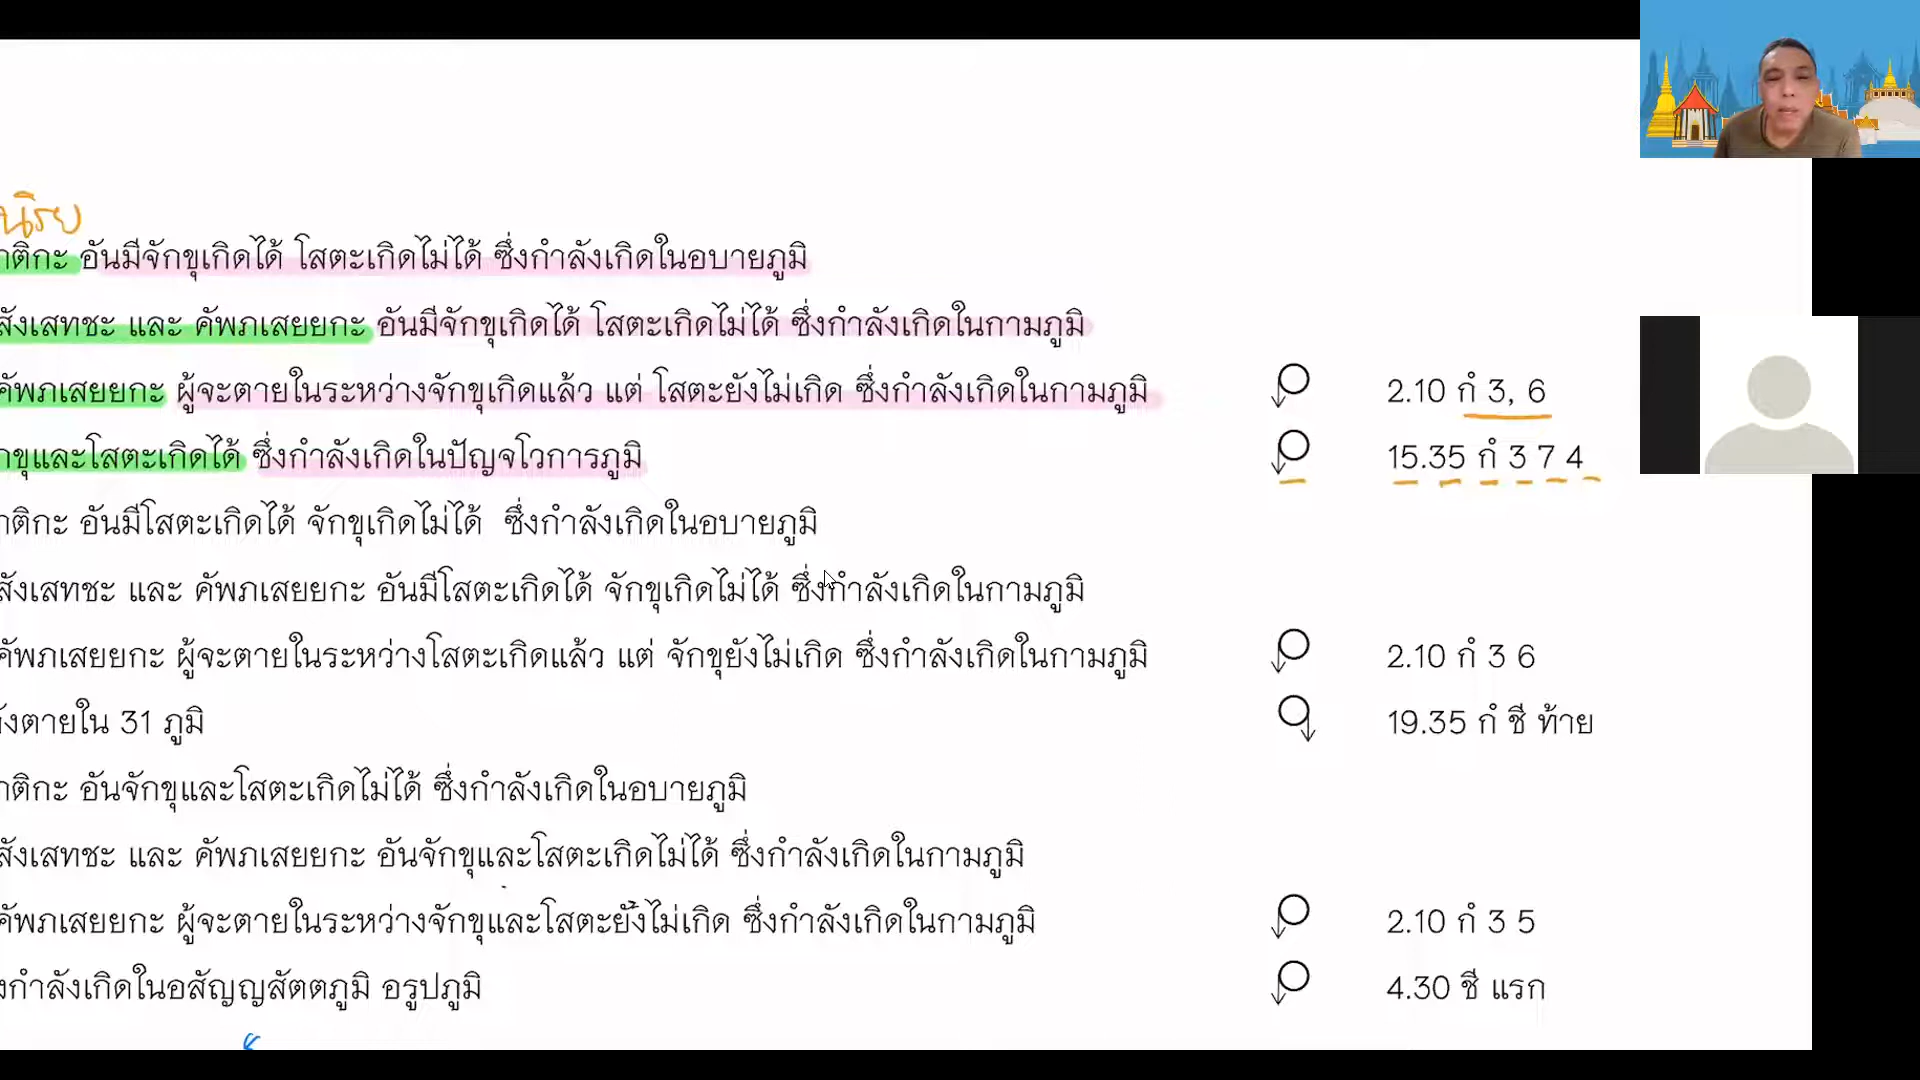 นิรย
าติกะ อันมีจักขุเกิดได้ โสตะเกิดไม่ได้ ซึ่งกำลังเกิดในอบายภูมิ
สังเสทชะ และ คัพภเสยยกะ อันมีจักขุเกิดได้ โสตะเกิดไม่ได้ ซึ่งกำลังเกิดในกามภูมิ
คัพภเสยยกะ ผู้จะตายในระหว่างจักขุเกิดแล้ว แต่ โสตะยังไม่เกิด ซึ่งกำลังเกิดในกามภูมิ 2.10 กํ 3, 6
กขุและโสตะเกิดได้ ซึ่งกำลังเกิดในปัญจโวการภูมิ 15.35 กํ 3 7 4
าติกะ อันมีโสตะเกิดได้ จักขุเกิดไม่ได้ ซึ่งกำลังเกิดในอบายภูมิ
สังเสทชะ และ คัพภเสยยกะ อันมีโสตะเกิดได้ จักขุเกิดไม่ได้ ซึ่งกำลังเกิดในกามภูมิ
คัพภเสยยกะ ผู้จะตายในระหว่างโสตะเกิดแล้ว แต่ จักขุยังไม่เกิด ซึ่งกำลังเกิดในกามภูมิ 2.10 กํ 3 6
ังตายใน 31 ภูมิ 19.35 กํ ชี ท้าย
าติกะ อันจักขุและโสตะเกิดไม่ได้ ซึ่งกำลังเกิดในอบายภูมิ
สังเสทชะ และ คัพภเสยยกะ อันจักขุและโสตะเกิดไม่ได้ ซึ่งกำลังเกิดในกามภูมิ
คัพภเสยยกะ ผู้จะตายในระหว่างจักขุและโสตะยังไม่เกิด ซึ่งกำลังเกิดในกามภูมิ 2.10 กํ 3 5
งกำลังเกิดในอสัญญสัตตภูมิ อรูปภูมิ 4.30 ชี แรก